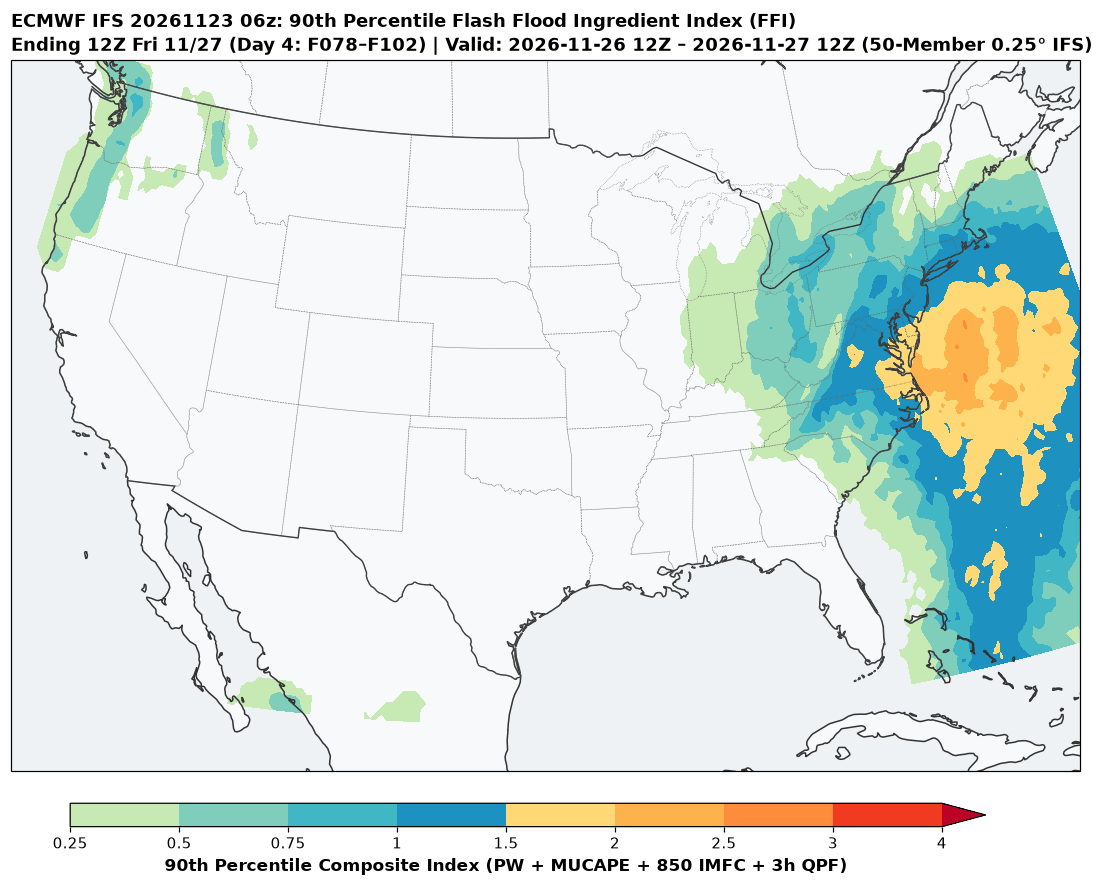 ECMWF IFS 20261123 06z: 90th Percentile Flash Flood Ingredient Index (FFI)
Ending 12Z Fri 11/27 (Day 4: F078–F102) | Valid: 2026-11-26 12Z – 2026-11-27 12Z (50-Member 0.25° IFS)
0.25 0.5 0.75 1 1.5 2 2.5 3 4
90th Percentile Composite Index (PW + MUCAPE + 850 IMFC + 3h QPF)